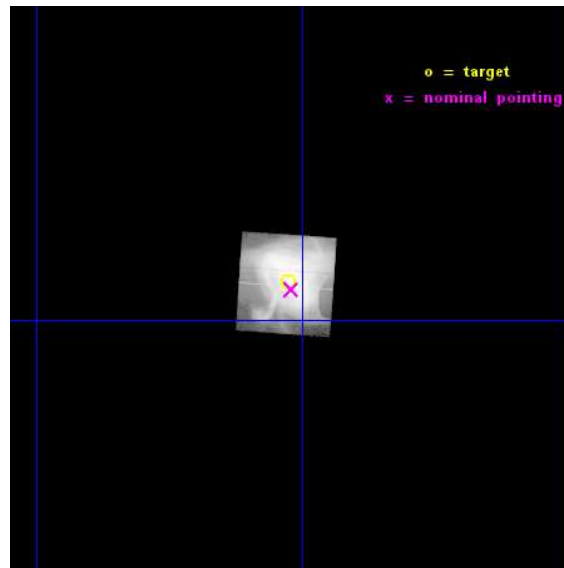 o = target
x = nominal pointing